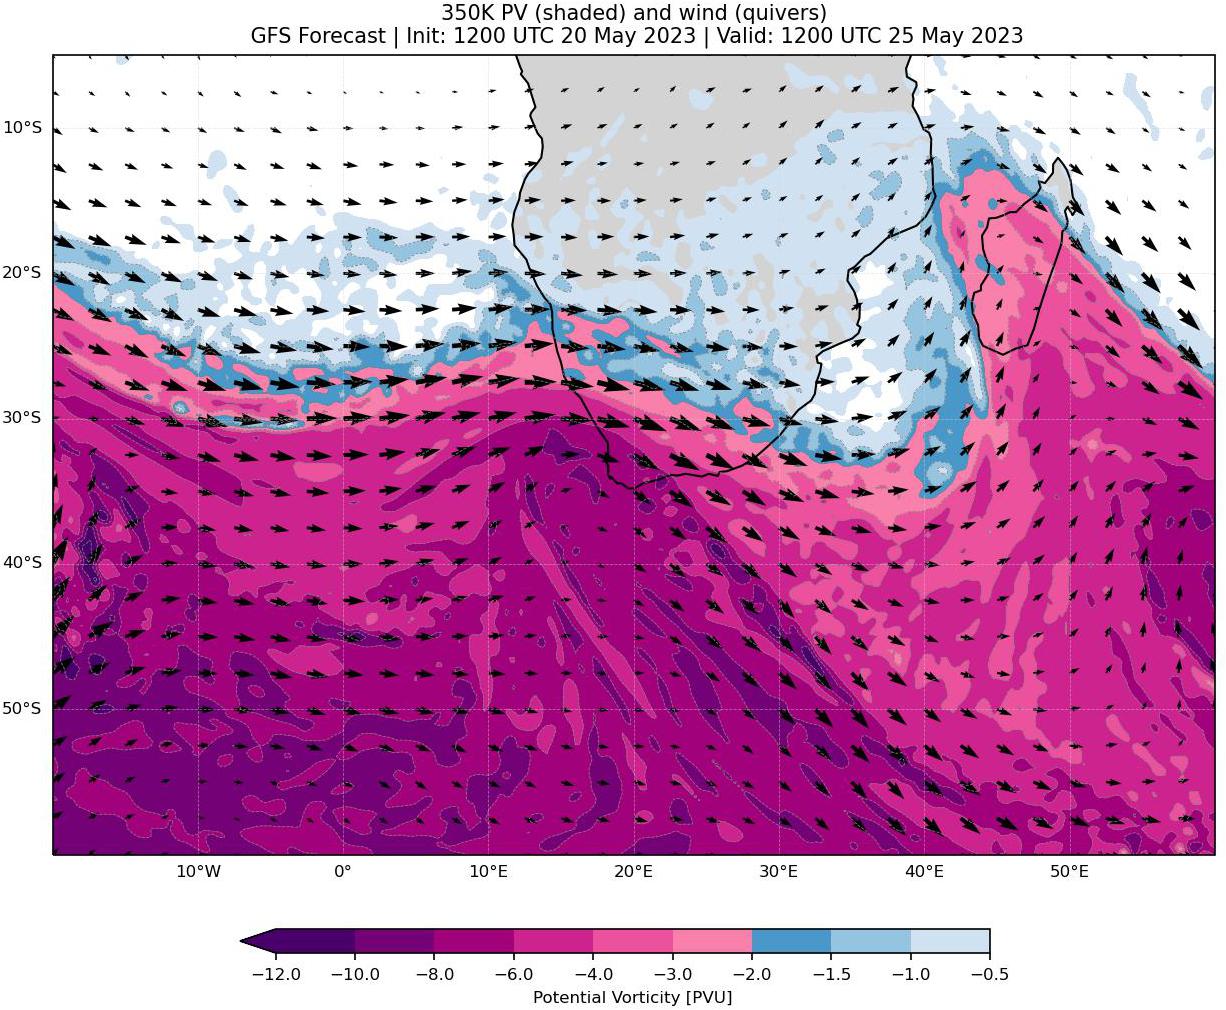 350K PV (shaded) and wind (quivers)
GFS Forecast | Init: 1200 UTC 20 May 2023 | Valid: 1200 UTC 25 May 2023
10°S
20°S
30°S
40°S
50°S
10°W 0° 10°E 20°E 30°E 40°E 50°E
−12.0 −10.0 −8.0 −6.0 −4.0 −3.0 −2.0 −1.5 −1.0 −0.5
Potential Vorticity [PVU]